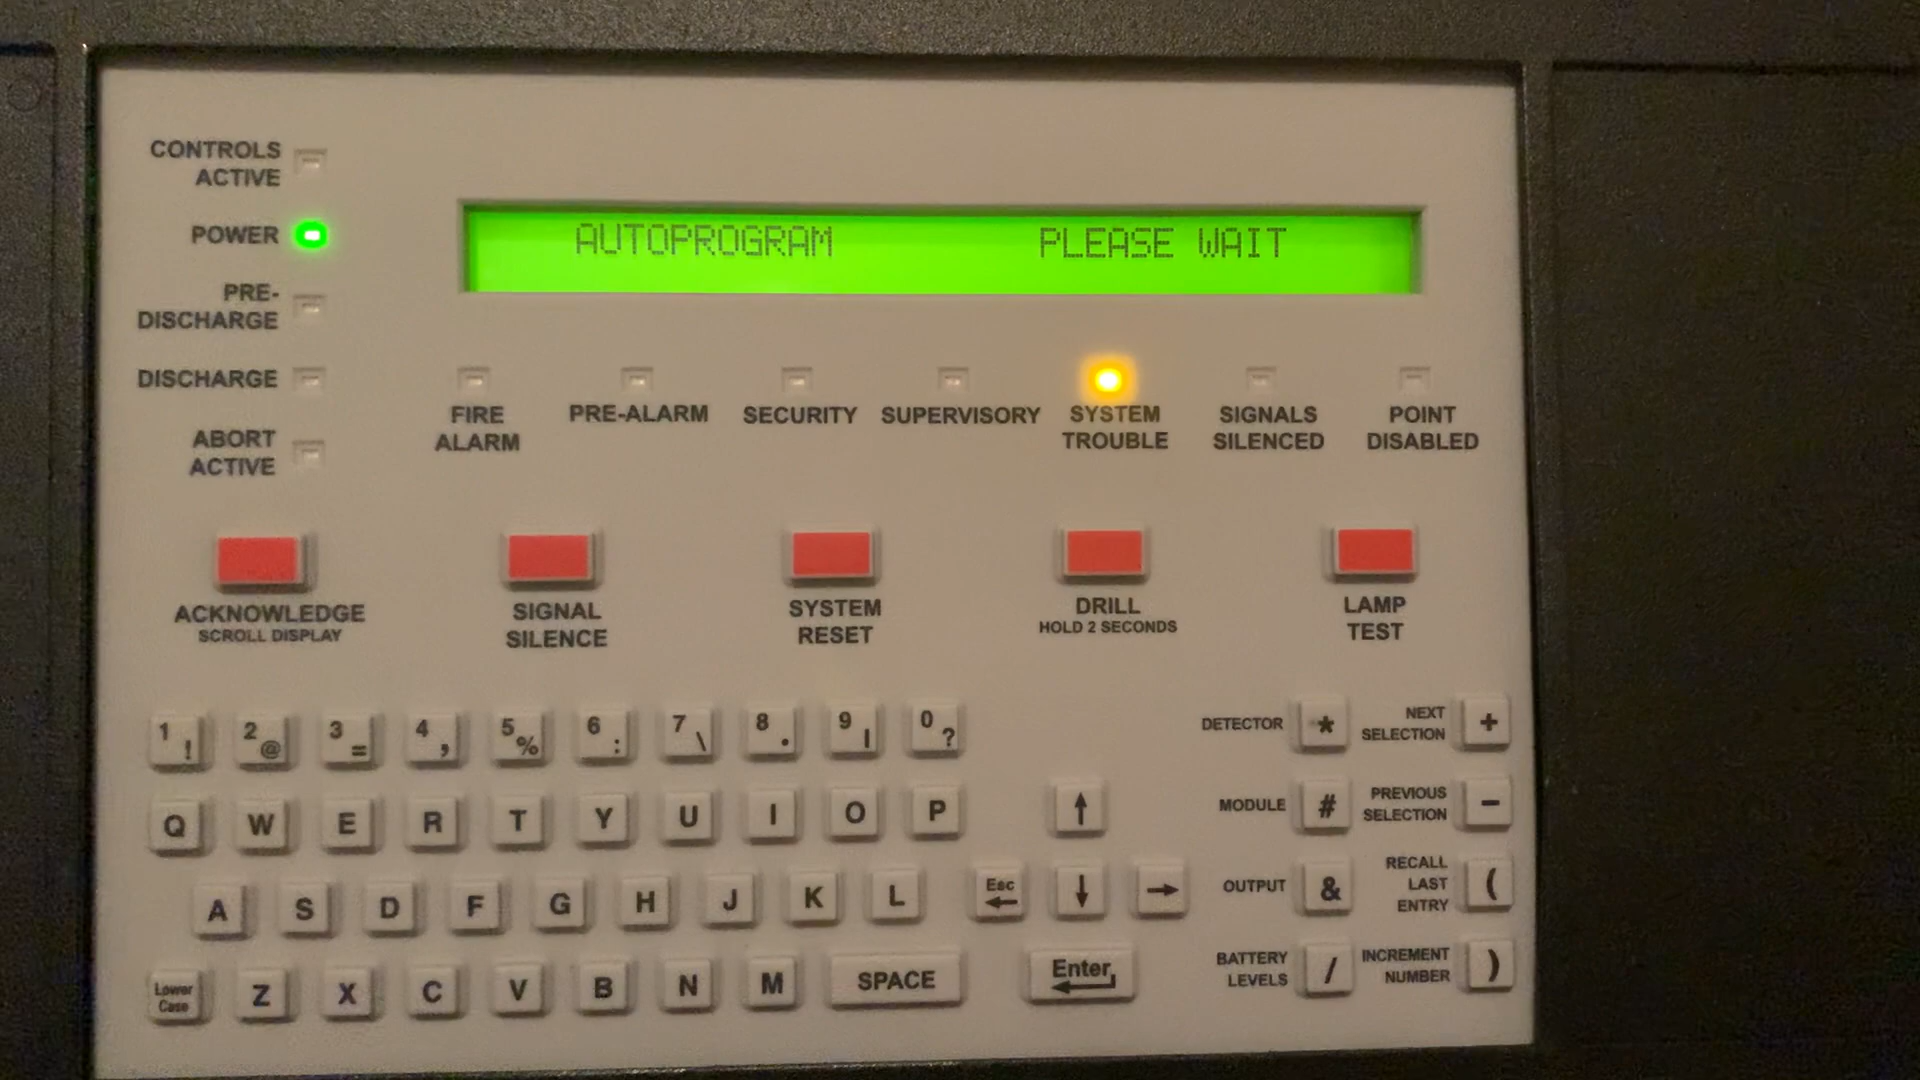 CONTROLS
ACTIVE
POWER
PRE-
DISCHARGE
DISCHARGE
ABORT
ACTIVE
AUTOPROGRAM PLEASE WAIT
FIRE
ALARM
PRE-ALARM
SECURITY
SUPERVISORY
SYSTEM
TROUBLE
SIGNALS
SILENCED
POINT
DISABLED
ACKNOWLEDGE
SCROLL DISPLAY
SIGNAL
SILENCE
SYSTEM
RESET
DRILL
HOLD 2 SECONDS
LAMP
TEST
1 ! 2 @ 3 = 4 , 5 % 6 : 7 \ 8 . 9 | 0 ?
Q W E R T Y U I O P
A S D F G H J K L
Lower
Case
Z X C V B N M SPACE
↑
Esc
← ↓ →
Enter
DETECTOR *
NEXT
SELECTION +
MODULE #
PREVIOUS
SELECTION -
OUTPUT &
RECALL
LAST
ENTRY (
BATTERY
LEVELS /
INCREMENT
NUMBER )